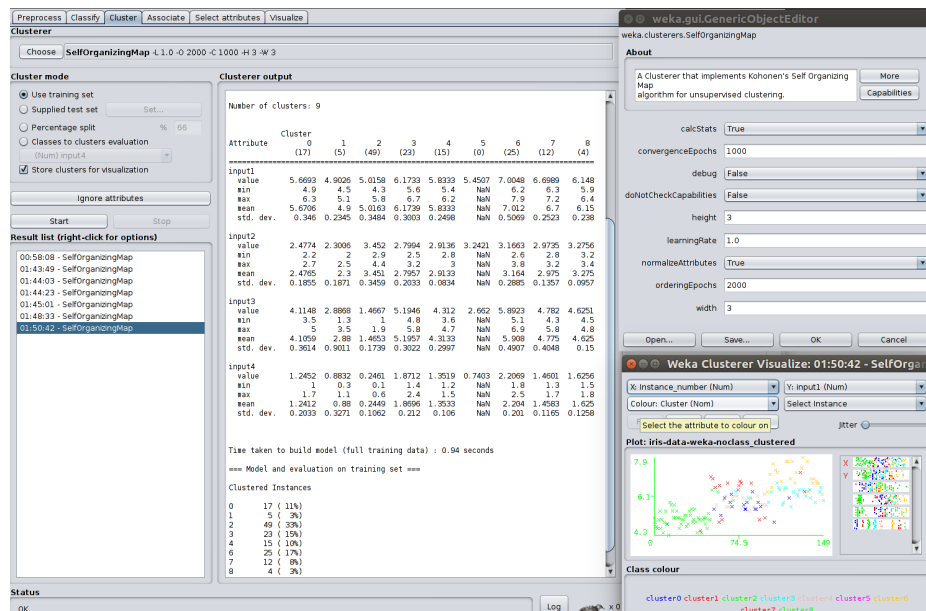 Preprocess Classify Cluster Associate Select attributes Visualize
Clusterer
Choose SelfOrganizingMap -L 1.0 -O 2000 -C 1000 -H 3 -W 3
Cluster mode
Use training set
Supplied test set Set...
Percentage split % 66
Classes to clusters evaluation
(Num) input4
Store clusters for visualization
Ignore attributes
Start Stop
Result list (right-click for options)
00:58:08 - SelfOrganizingMap
01:43:49 - SelfOrganizingMap
01:44:03 - SelfOrganizingMap
01:44:23 - SelfOrganizingMap
01:45:01 - SelfOrganizingMap
01:48:33 - SelfOrganizingMap
01:50:42 - SelfOrganizingMap
Clusterer output
Number of clusters: 9
Cluster
Attribute 0 1 2 3 4 5 6 7 8
(17) (5) (49) (23) (15) (0) (25) (12) (4)
==========================================================================
input1
value 5.6693 4.9026 5.0158 6.1733 5.8333 5.4507 7.0048 6.6989 6.148
min 4.9 4.5 4.3 5.6 5.4 NaN 6.2 6.3 5.9
max 6.3 5.1 5.8 6.7 6.2 NaN 7.9 7.2 6.4
mean 5.6706 4.9 5.0163 6.1739 5.8333 NaN 7.012 6.7 6.15
std. dev. 0.346 0.2345 0.3484 0.3003 0.2498 NaN 0.5069 0.2523 0.238
input2
value 2.4774 2.3006 3.452 2.7994 2.9136 3.2421 3.1663 2.9735 3.2756
min 2.2 2 2.9 2.5 2.8 NaN 2.6 2.8 3.2
max 2.7 2.5 4.4 3.2 3 NaN 3.8 3.2 3.4
mean 2.4765 2.3 3.451 2.7957 2.9133 NaN 3.164 2.975 3.275
std. dev. 0.1855 0.1871 0.3459 0.2033 0.0834 NaN 0.2885 0.1357 0.0957
input3
value 4.1148 2.8868 1.4667 5.1946 4.312 2.662 5.8923 4.782 4.6251
min 3.5 1.3 1 4.8 3.6 NaN 5.1 4.3 4.5
max 5 3.5 1.9 5.8 4.7 NaN 6.9 5.8 4.8
mean 4.1059 2.88 1.4653 5.1957 4.3133 NaN 5.908 4.775 4.625
std. dev. 0.3614 0.9011 0.1739 0.3022 0.2997 NaN 0.4907 0.4048 0.15
input4
value 1.2452 0.8832 0.2461 1.8712 1.3519 0.7403 2.2069 1.4601 1.6256
min 1 0.3 0.1 1.4 1.2 NaN 1.8 1.3 1.5
max 1.7 1.1 0.6 2.4 1.5 NaN 2.5 1.7 1.8
mean 1.2412 0.88 0.2449 1.8696 1.3533 NaN 2.204 1.4583 1.625
std. dev. 0.2033 0.3271 0.1062 0.212 0.106 NaN 0.201 0.1165 0.1258
Time taken to build model (full training data) : 0.94 seconds
=== Model and evaluation on training set ===
Clustered Instances
0 17 ( 11%)
1 5 ( 3%)
2 49 ( 33%)
3 23 ( 15%)
4 15 ( 10%)
6 25 ( 17%)
7 12 ( 8%)
8 4 ( 3%)
Status
OK
Log
x 0
weka.gui.GenericObjectEditor
weka.clusterers.SelfOrganizingMap
About
A Clusterer that implements Kohonen's Self Organizing
Map
algorithm for unsupervised clustering.
More
Capabilities
calcStats True
convergenceEpochs 1000
debug False
doNotCheckCapabilities False
height 3
learningRate 1.0
normalizeAttributes True
orderingEpochs 2000
width 3
Open... Save... OK Cancel
Weka Clusterer Visualize: 01:50:42 - SelfOrga
X: Instance_number (Num) Y: input1 (Num)
Colour: Cluster (Nom) Select Instance
Select the attribute to colour on
Jitter
Plot: iris-data-weka-noclass_clustered
7.9
6.1
4.3
0 74.5 149
X
Y
Class colour
cluster0 cluster1 cluster2 cluster3 cluster4 cluster5 cluster6
cluster7 cluster8